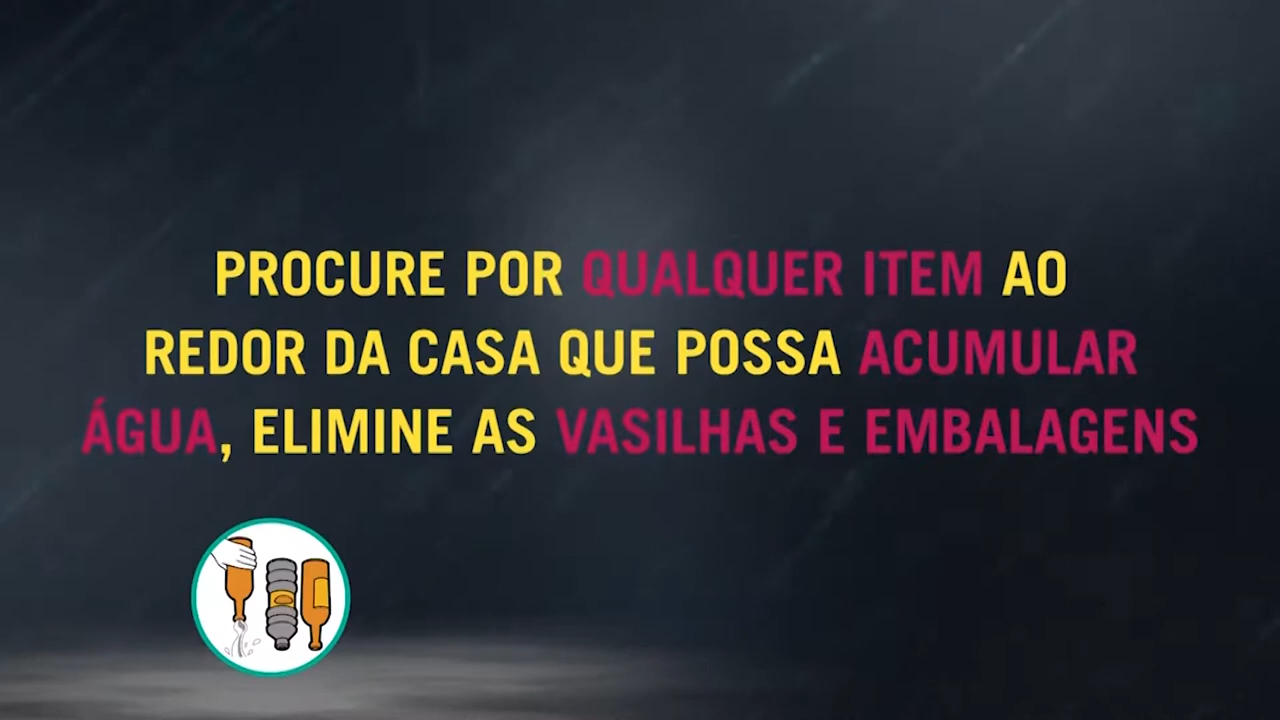 PROCURE POR QUALQUER ITEM AO
REDOR DA CASA QUE POSSA ACUMULAR
ÁGUA, ELIMINE AS VASILHAS E EMBALAGENS